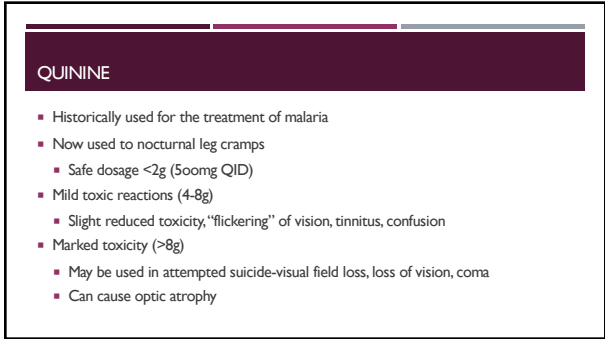 QUININE
Historically used for the treatment of malaria
Now used to nocturnal leg cramps
Safe dosage <2g (5oomg QID)
Mild toxic reactions (4-8g)
Slight reduced toxicity, “flickering” of vision, tinnitus, confusion
Marked toxicity (>8g)
May be used in attempted suicide-visual field loss, loss of vision, coma
Can cause optic atrophy